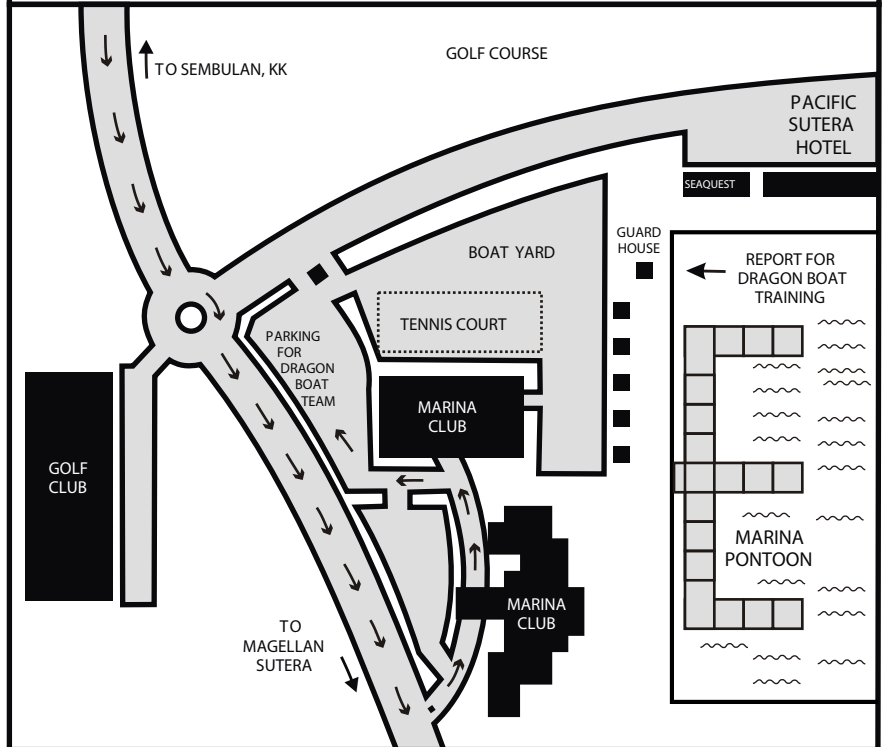 GOLF COURSE
TO SEMBULAN, KK
PACIFIC
SUTERA
HOTEL
SEAQUEST
GUARD
HOUSE
BOAT YARD
REPORT FOR
DRAGON BOAT
TRAINING
TENNIS COURT
PARKING
FOR
DRAGON
BOAT
TEAM
MARINA
CLUB
GOLF
CLUB
MARINA
PONTOON
MARINA
CLUB
TO
MAGELLAN
SUTERA